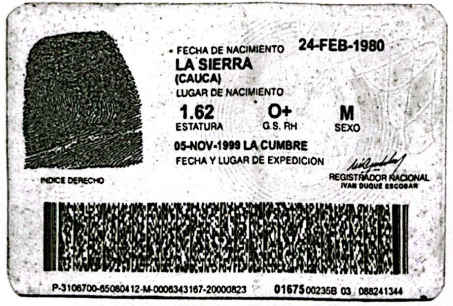 FECHA DE NACIMIENTO 24-FEB-1980
LA SIERRA
(CAUCA)
LUGAR DE NACIMIENTO
1.62 O+ M
ESTATURA G.S. RH SEXO
05-NOV-1999 LA CUMBRE
FECHA Y LUGAR DE EXPEDICION
INDICE DERECHO
REGISTRADOR NACIONAL
IVAN DUQUE ESCOBAR
P-3106700-65080412-M-0006343167-20000823 01675 00235B 03 088241344